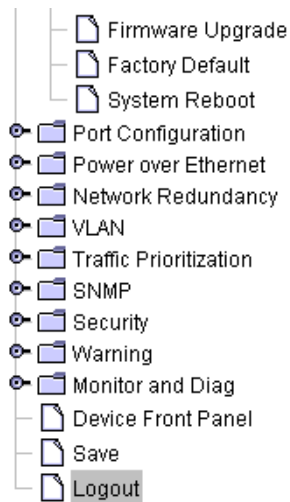 Firmware Upgrade
Factory Default
System Reboot
Port Configuration
Power over Ethernet
Network Redundancy
VLAN
Traffic Prioritization
SNMP
Security
Warning
Monitor and Diag
Device Front Panel
Save
Logout